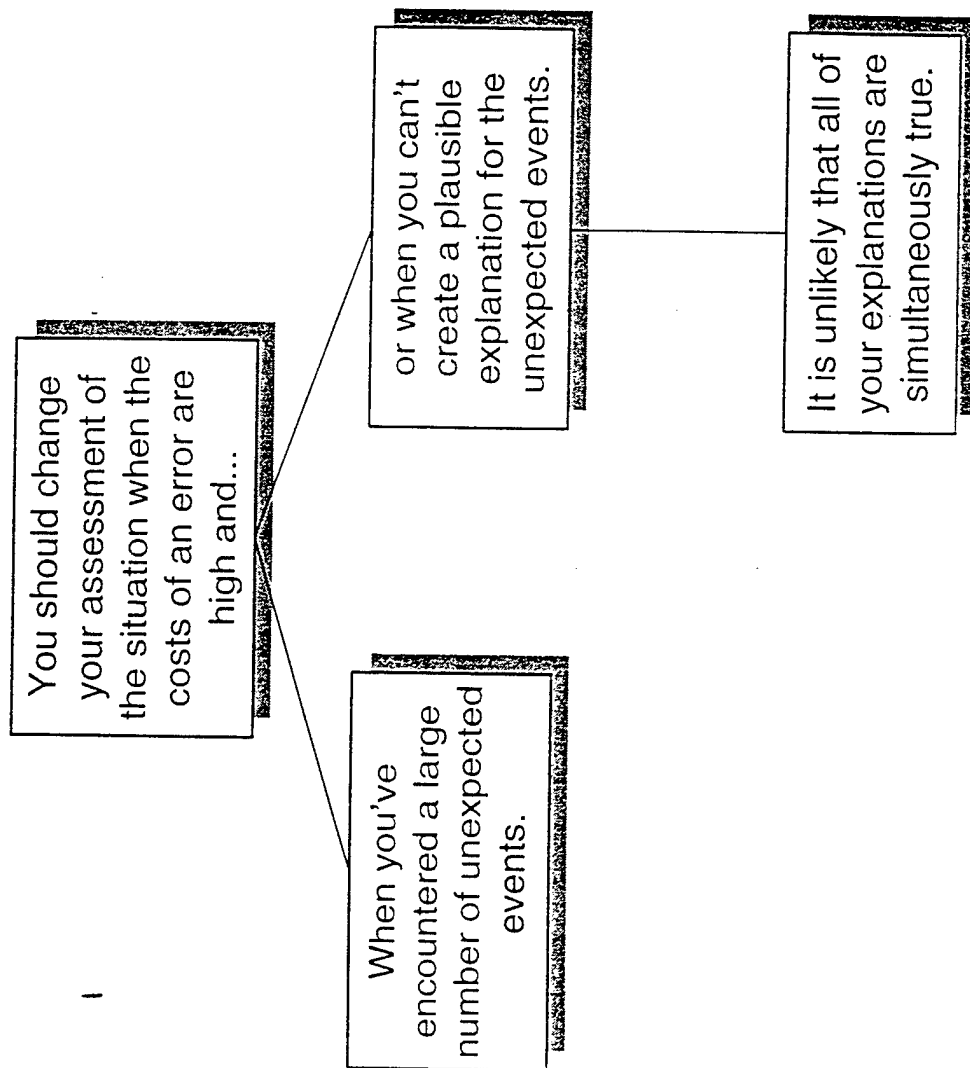 You should change
your assessment of
the situation when the
costs of an error are
high and...
When you've
encountered a large
number of unexpected
events.
or when you can't
create a plausible
explanation for the
unexpected events.
It is unlikely that all of
your explanations are
simultaneously true.